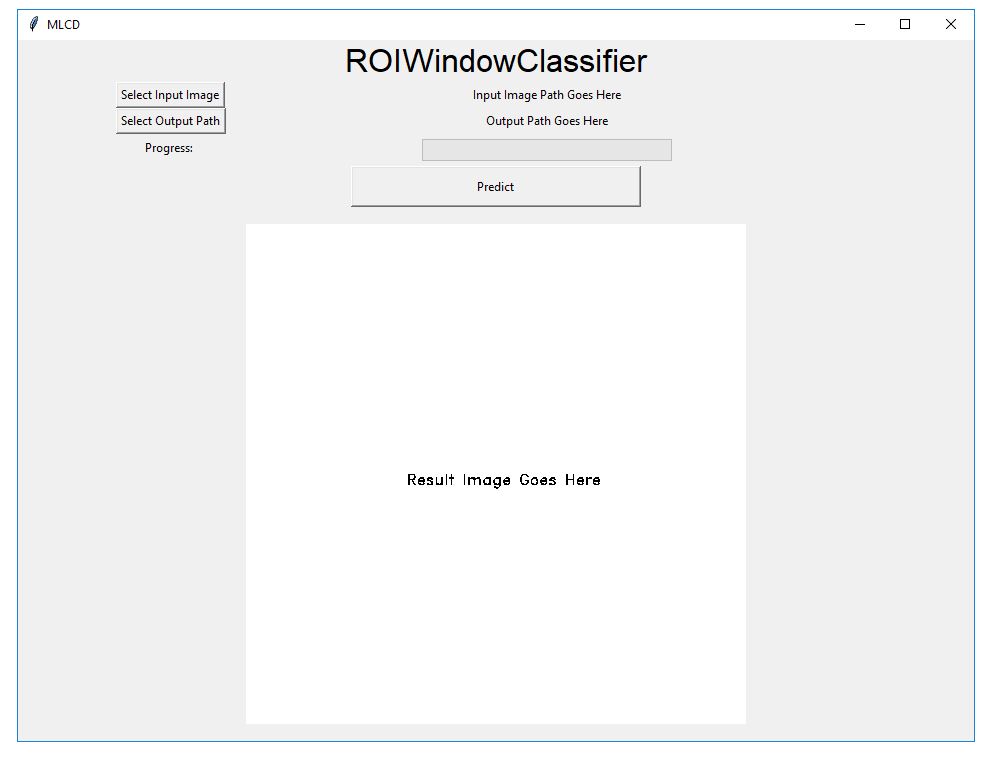 MLCD
ROIWindowClassifier
Select Input Image
Input Image Path Goes Here
Select Output Path
Output Path Goes Here
Progress:
Predict
Result Image Goes Here